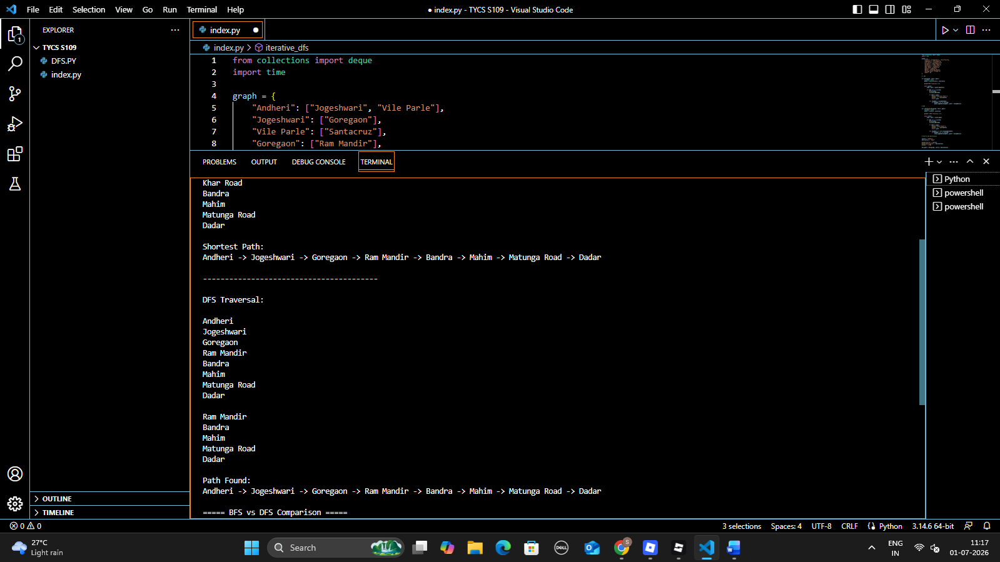 File Edit Selection View Go Run Terminal Help
● index.py - TYCS S109 - Visual Studio Code
EXPLORER
TYCS S109
DFS.PY
index.py
OUTLINE
TIMELINE
1
index.py
index.py > iterative_dfs
1 from collections import deque
2 import time
3
4 graph = {
5 "Andheri": ["Jogeshwari", "Vile Parle"],
6 "Jogeshwari": ["Goregaon"],
7 "Vile Parle": ["Santacruz"],
8 "Goregaon": ["Ram Mandir"],
PROBLEMS OUTPUT DEBUG CONSOLE TERMINAL
Khar Road
Bandra
Mahim
Matunga Road
Dadar
Shortest Path:
Andheri -> Jogeshwari -> Goregaon -> Ram Mandir -> Bandra -> Mahim -> Matunga Road -> Dadar
----------------------------------------
DFS Traversal:
Andheri
Jogeshwari
Goregaon
Ram Mandir
Bandra
Mahim
Matunga Road
Dadar
Ram Mandir
Bandra
Mahim
Matunga Road
Dadar
Path Found:
Andheri -> Jogeshwari -> Goregaon -> Ram Mandir -> Bandra -> Mahim -> Matunga Road -> Dadar
===== BFS vs DFS Comparison =====
Python
powershell
powershell
0 0
3 selections Spaces: 4 UTF-8 CRLF Python 3.14.6 64-bit
27°C
Light rain
Search
DELL
S
ENG
IN
11:17
01-07-2026